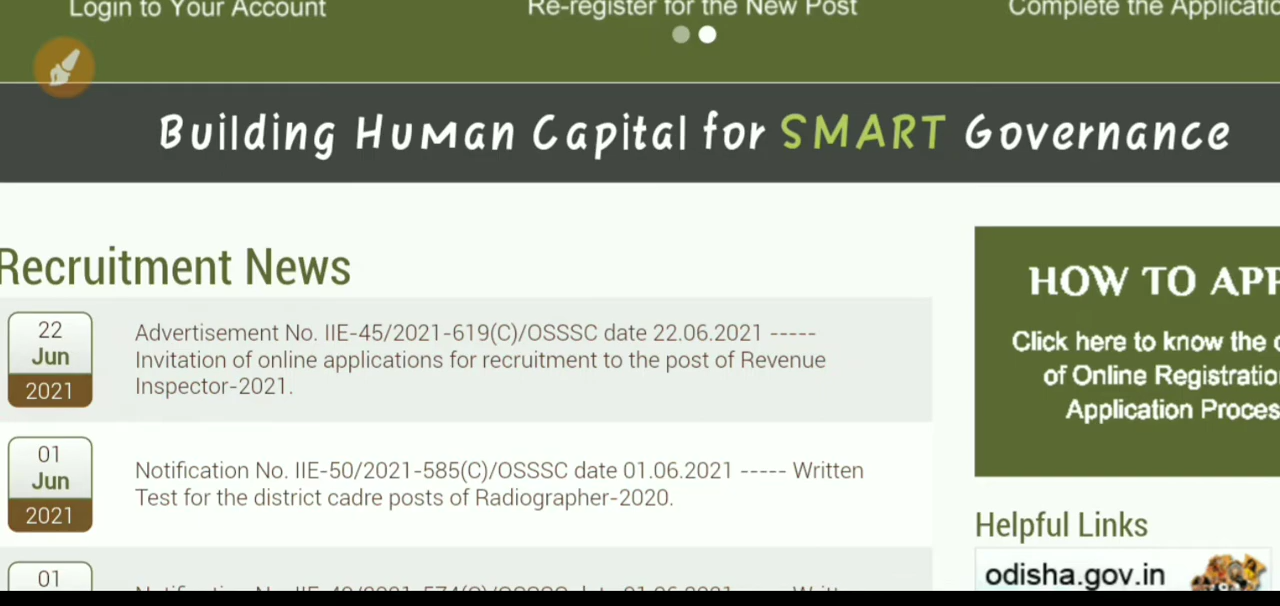 Login to Your Account
Re-register for the New Post
Complete the
Building Human Capital for SMART Governance
Recruitment News
22
Jun
2021
Advertisement No. IIE-45/2021-619(C)/OSSSC date 22.06.2021 -----
Invitation of online applications for recruitment to the post of Revenue
Inspector-2021.
01
Jun
2021
Notification No. IIE-50/2021-585(C)/OSSSC date 01.06.2021 ----- Written
Test for the district cadre posts of Radiographer-2020.
01
HOW TO
Click here to know the
of Online
Application
Helpful Links
odisha.gov.in